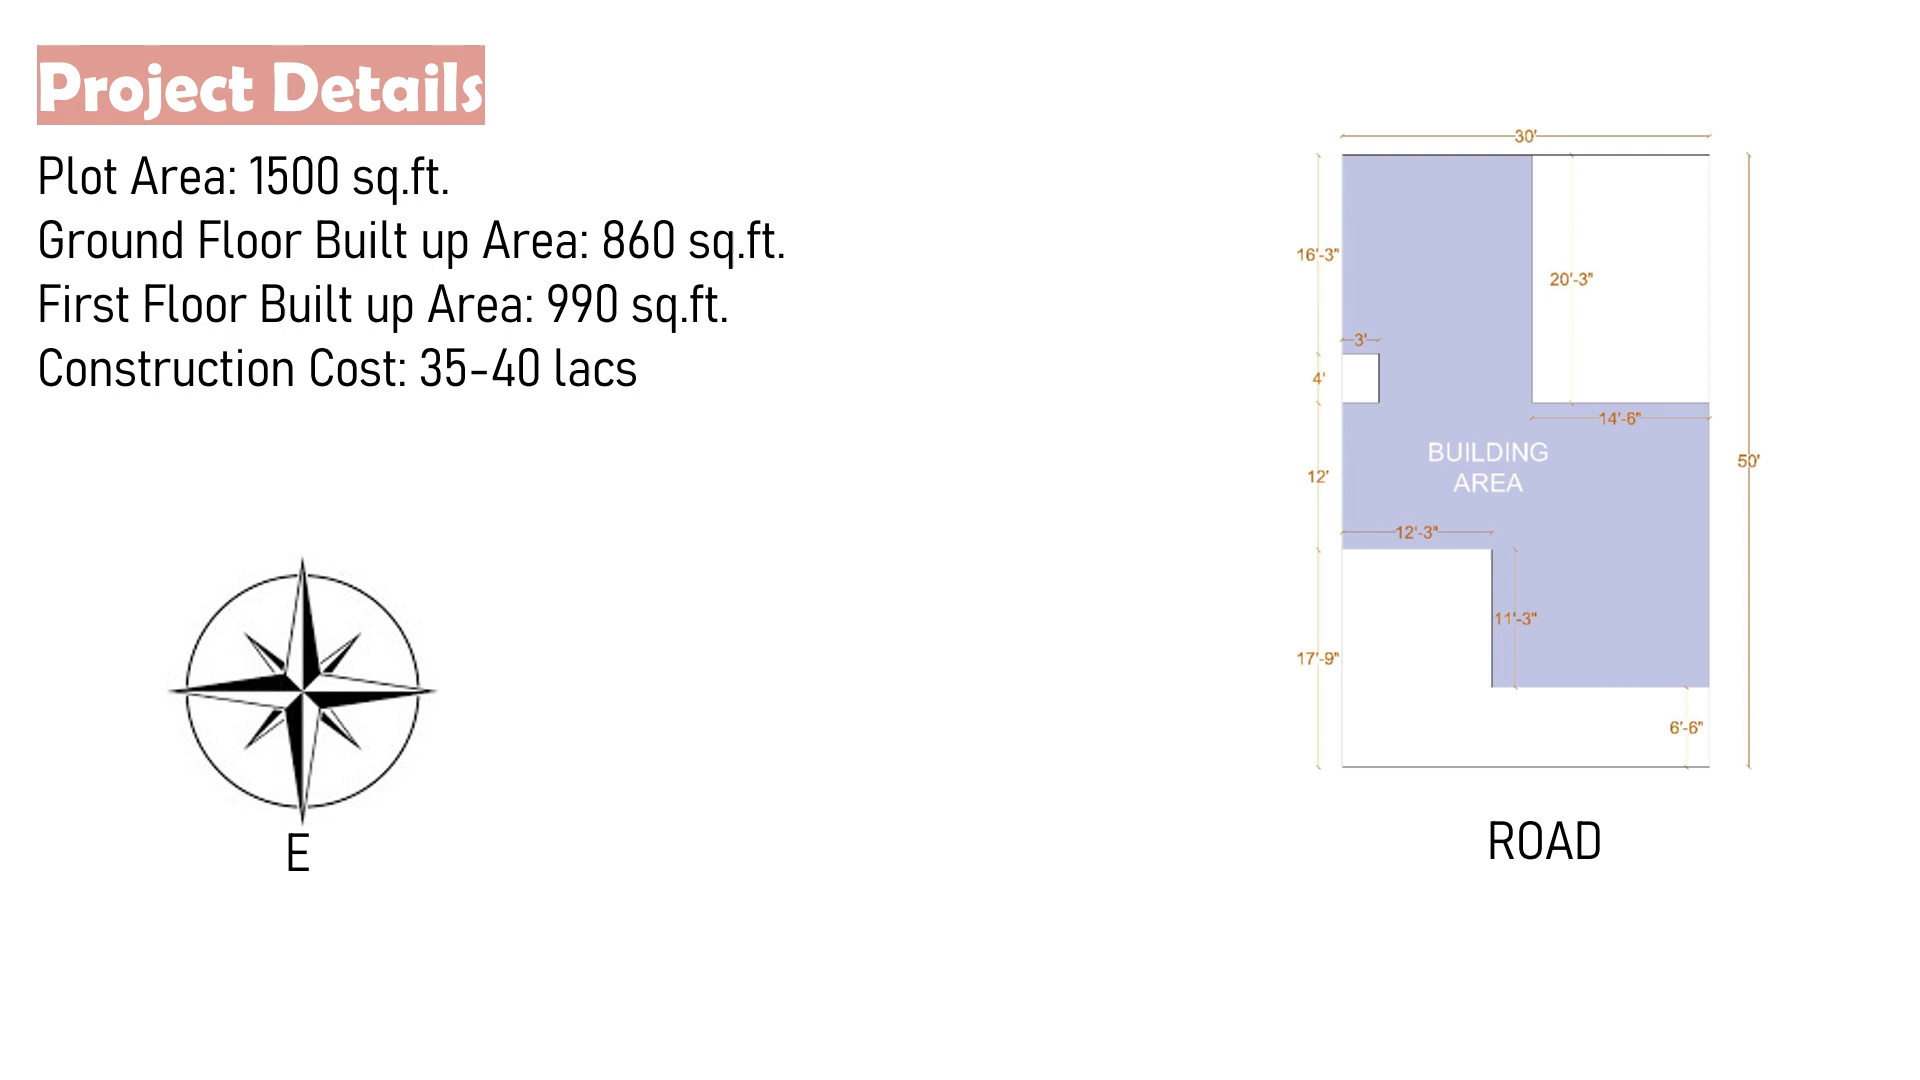 Project Details
Plot Area: 1500 sq.ft.
Ground Floor Built up Area: 860 sq.ft.
First Floor Built up Area: 990 sq.ft.
Construction Cost: 35-40 lacs
E
30'
16'-3"
20'-3"
3'
4'
14'-6"
BUILDING
AREA
50'
12'
12'-3"
11'-3"
17'-9"
6'-6"
ROAD